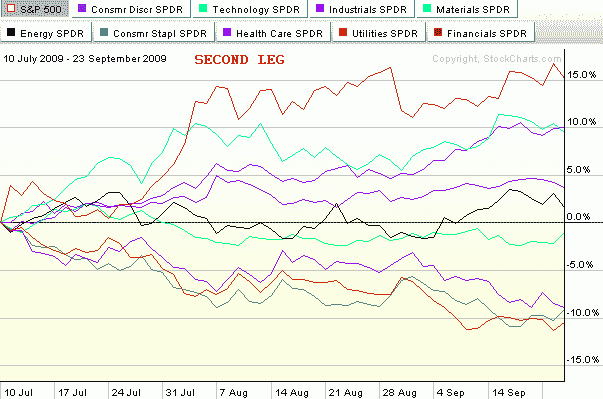 S&P 500 Consmr Discr SPDR Technology SPDR Industrials SPDR Materials SPDR
Energy SPDR Consmr Stapl SPDR Health Care SPDR Utilities SPDR Financials SPDR
10 July 2009 - 23 September 2009 SECOND LEG Copyright, StockCharts.com
15.0%
10.0%
5.0%
0.0%
-5.0%
-10.0%
-15.0%
10 Jul 17 Jul 24 Jul 31 Jul 7 Aug 14 Aug 21 Aug 28 Aug 4 Sep 14 Sep